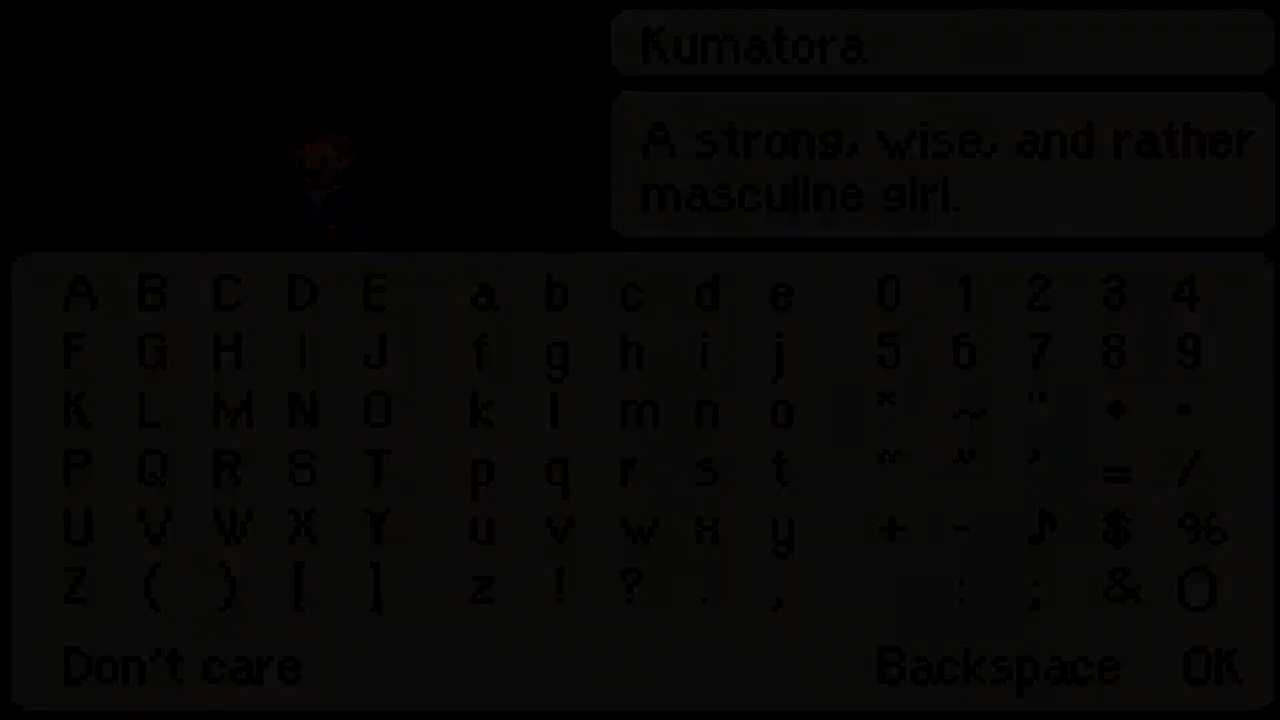 Kumatora
A strong, wise, and rather
masculine girl.
A B C D E a b c d e 0 1 2 3 4
F G H I J f g h i j 5 6 7 8 9
K L M N O k l m n o ~ " • ·
P Q R S T p q r s t ' = /
U V W X Y u v w x y + - ♪ $ %
Z ( ) [ ] z ! ? . , : ; & O
Don't care Backspace OK